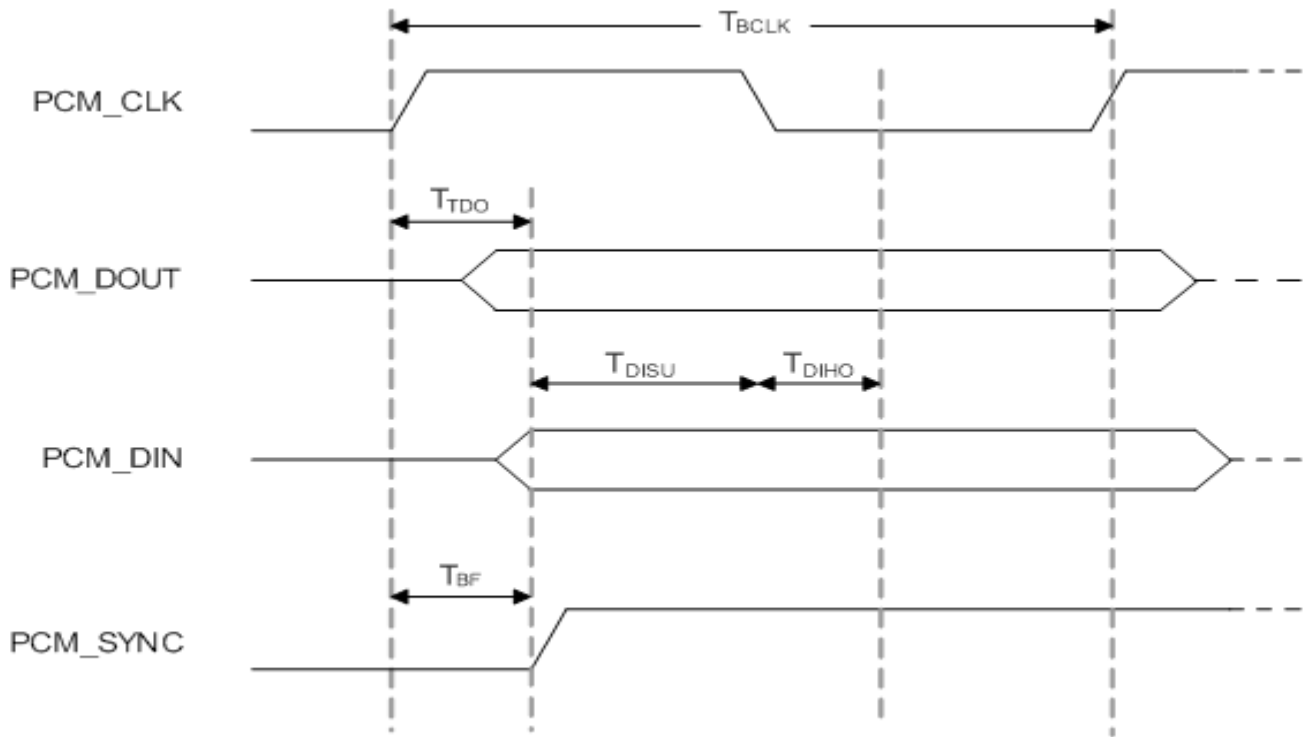 TBCLK
PCM_CLK
TTDO
PCM_DOUT
TDISU
TDIHO
PCM_DIN
TBF
PCM_SYNC